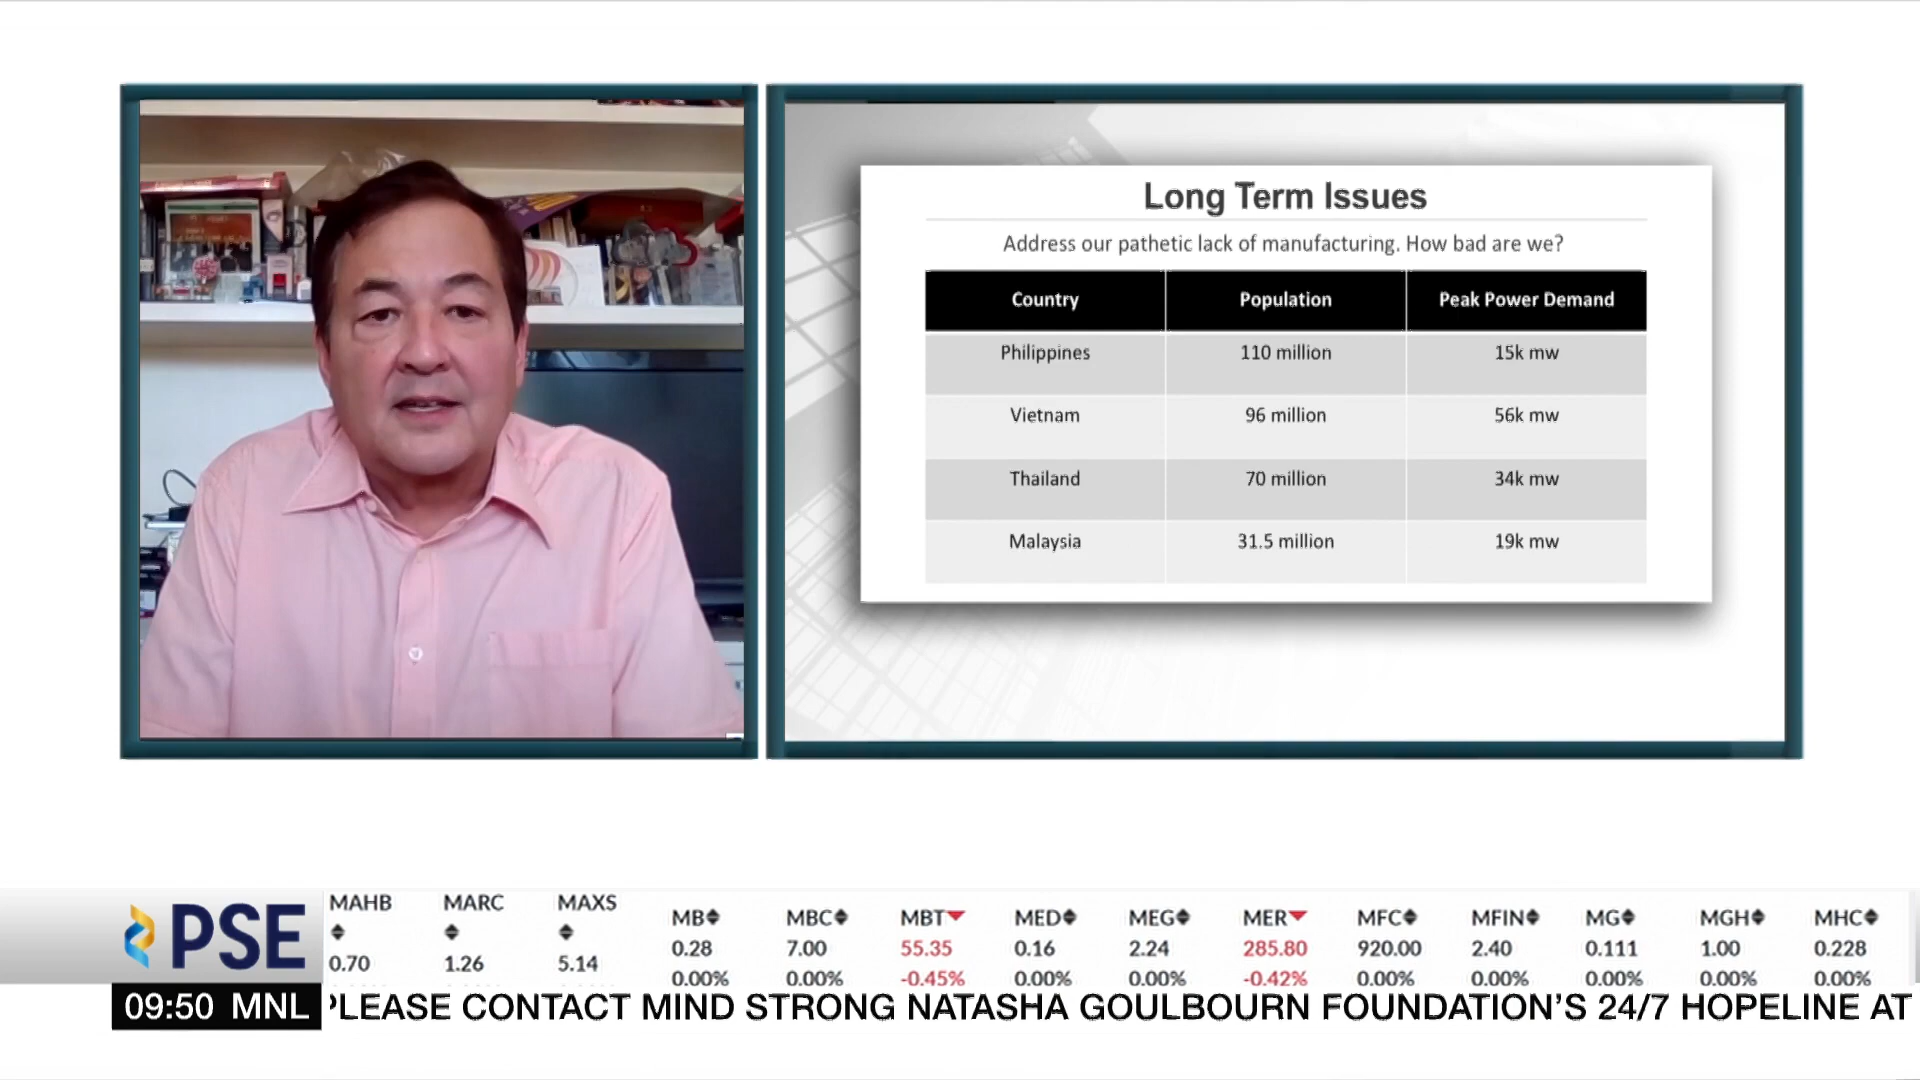 Long Term Issues
Address our pathetic lack of manufacturing. How bad are we?
Country Population Peak Power Demand
Philippines 110 million 15k mw
Vietnam 96 million 56k mw
Thailand 70 million 34k mw
Malaysia 31.5 million 19k mw
PSE
MAHB MARC MAXS MB MBC MBT MED MEG MER MFC MFIN MG MGH MHC
0.70 1.26 5.14 0.28 7.00 55.35 0.16 2.24 285.80 920.00 2.40 0.111 1.00 0.228
0.00% 0.00% -0.45% 0.00% 0.00% -0.42% 0.00% 0.00% 0.00% 0.00% 0.00%
09:50 MNL PLEASE CONTACT MIND STRONG NATASHA GOULBOURN FOUNDATION'S 24/7 HOPELINE AT